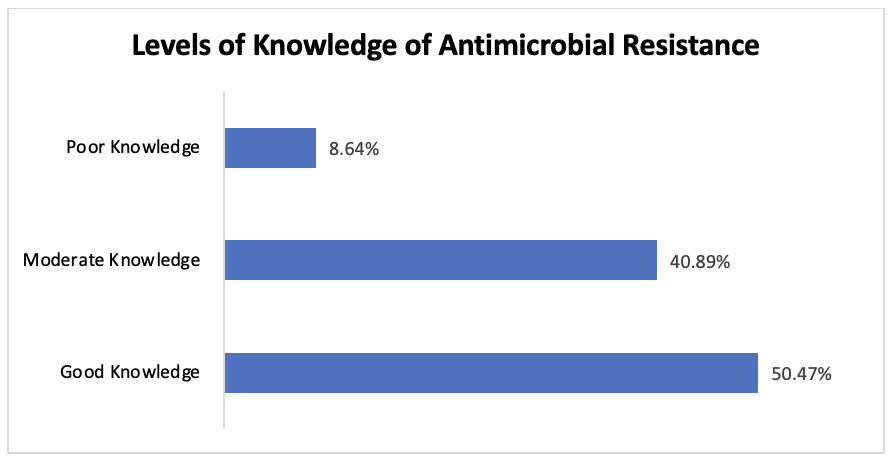 Levels of Knowledge of Antimicrobial Resistance
Poor Knowledge
8.64%
Moderate Knowledge
40.89%
Good Knowledge
50.47%